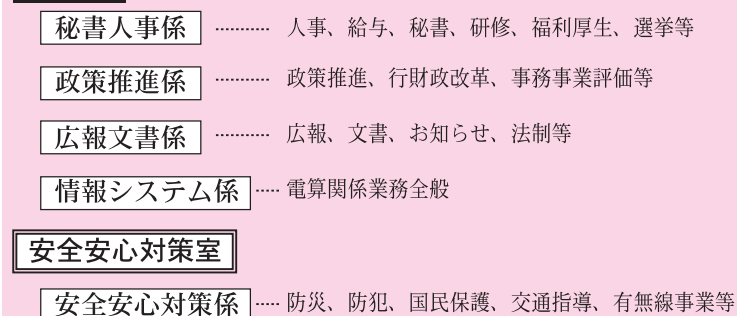 秘書人事係 ………… 人事、給与、秘書、研修、福利厚生、選挙等
政策推進係 ………… 政策推進、行財政改革、事務事業評価等
広報文書係 ………… 広報、文書、お知らせ、法制等
情報システム係 …… 電算関係業務全般
安全安心対策室
安全安心対策係 …… 防災、防犯、国民保護、交通指導、有無線事業等